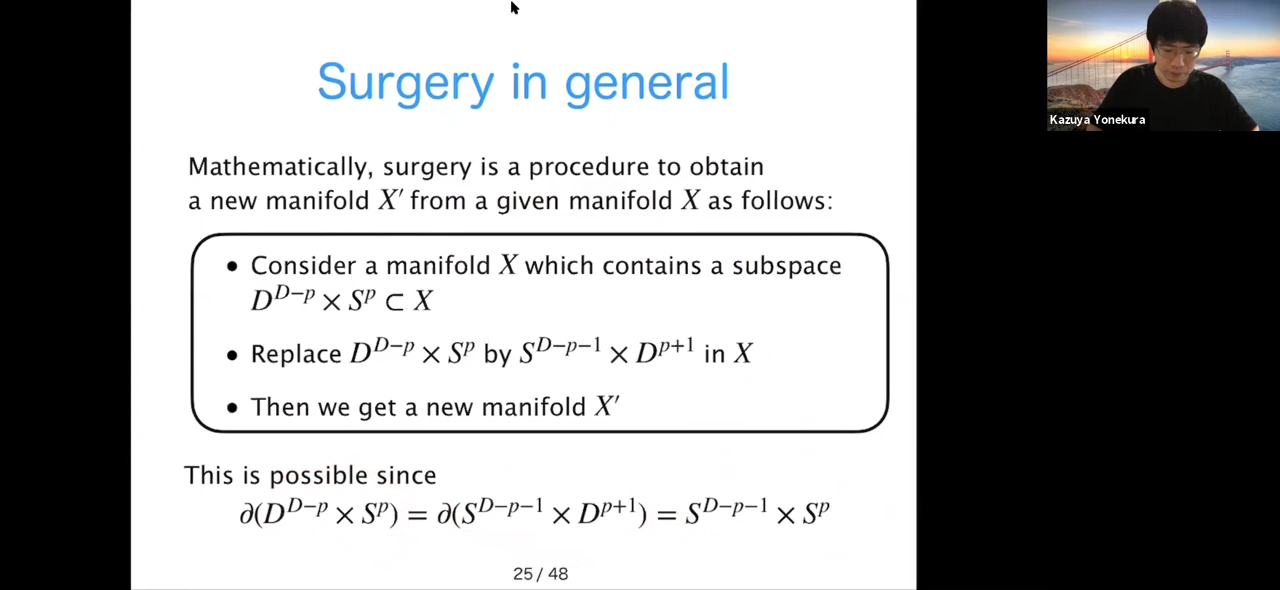 Surgery in general
Mathematically, surgery is a procedure to obtain
a new manifold X′ from a given manifold X as follows:
• Consider a manifold X which contains a subspace
D^{D−p} × S^p ⊂ X
• Replace D^{D−p} × S^p by S^{D−p−1} × D^{p+1} in X
• Then we get a new manifold X′
This is possible since
∂(D^{D−p} × S^p) = ∂(S^{D−p−1} × D^{p+1}) = S^{D−p−1} × S^p
25 / 48
Kazuya Yonekura